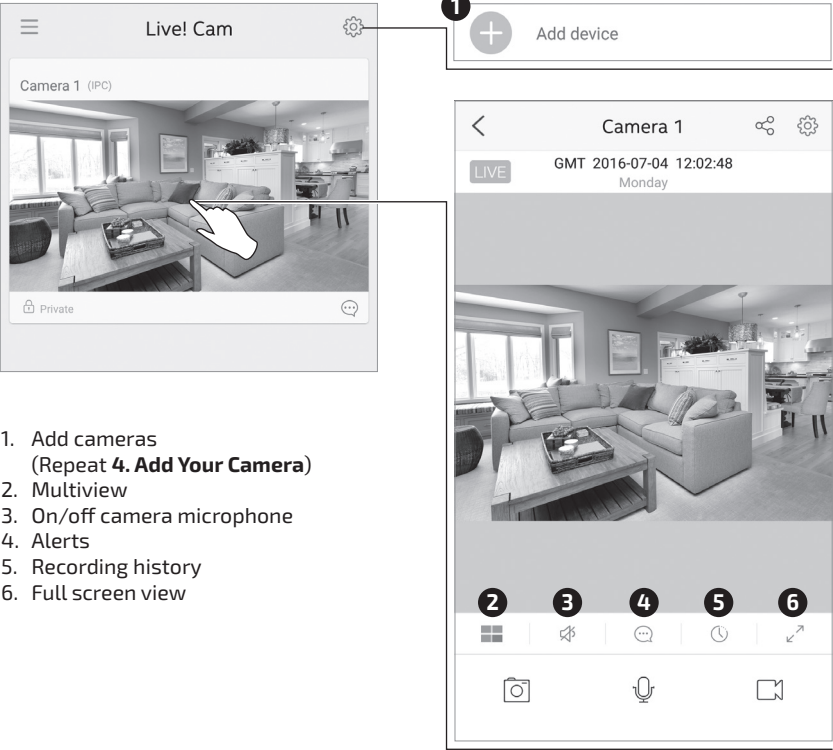 Live! Cam
Camera 1 (IPC)
Private
1
Add device
Camera 1
LIVE
GMT 2016-07-04 12:02:48
Monday
2 3 4 5 6
1. Add cameras
(Repeat 4. Add Your Camera)
2. Multiview
3. On/off camera microphone
4. Alerts
5. Recording history
6. Full screen view